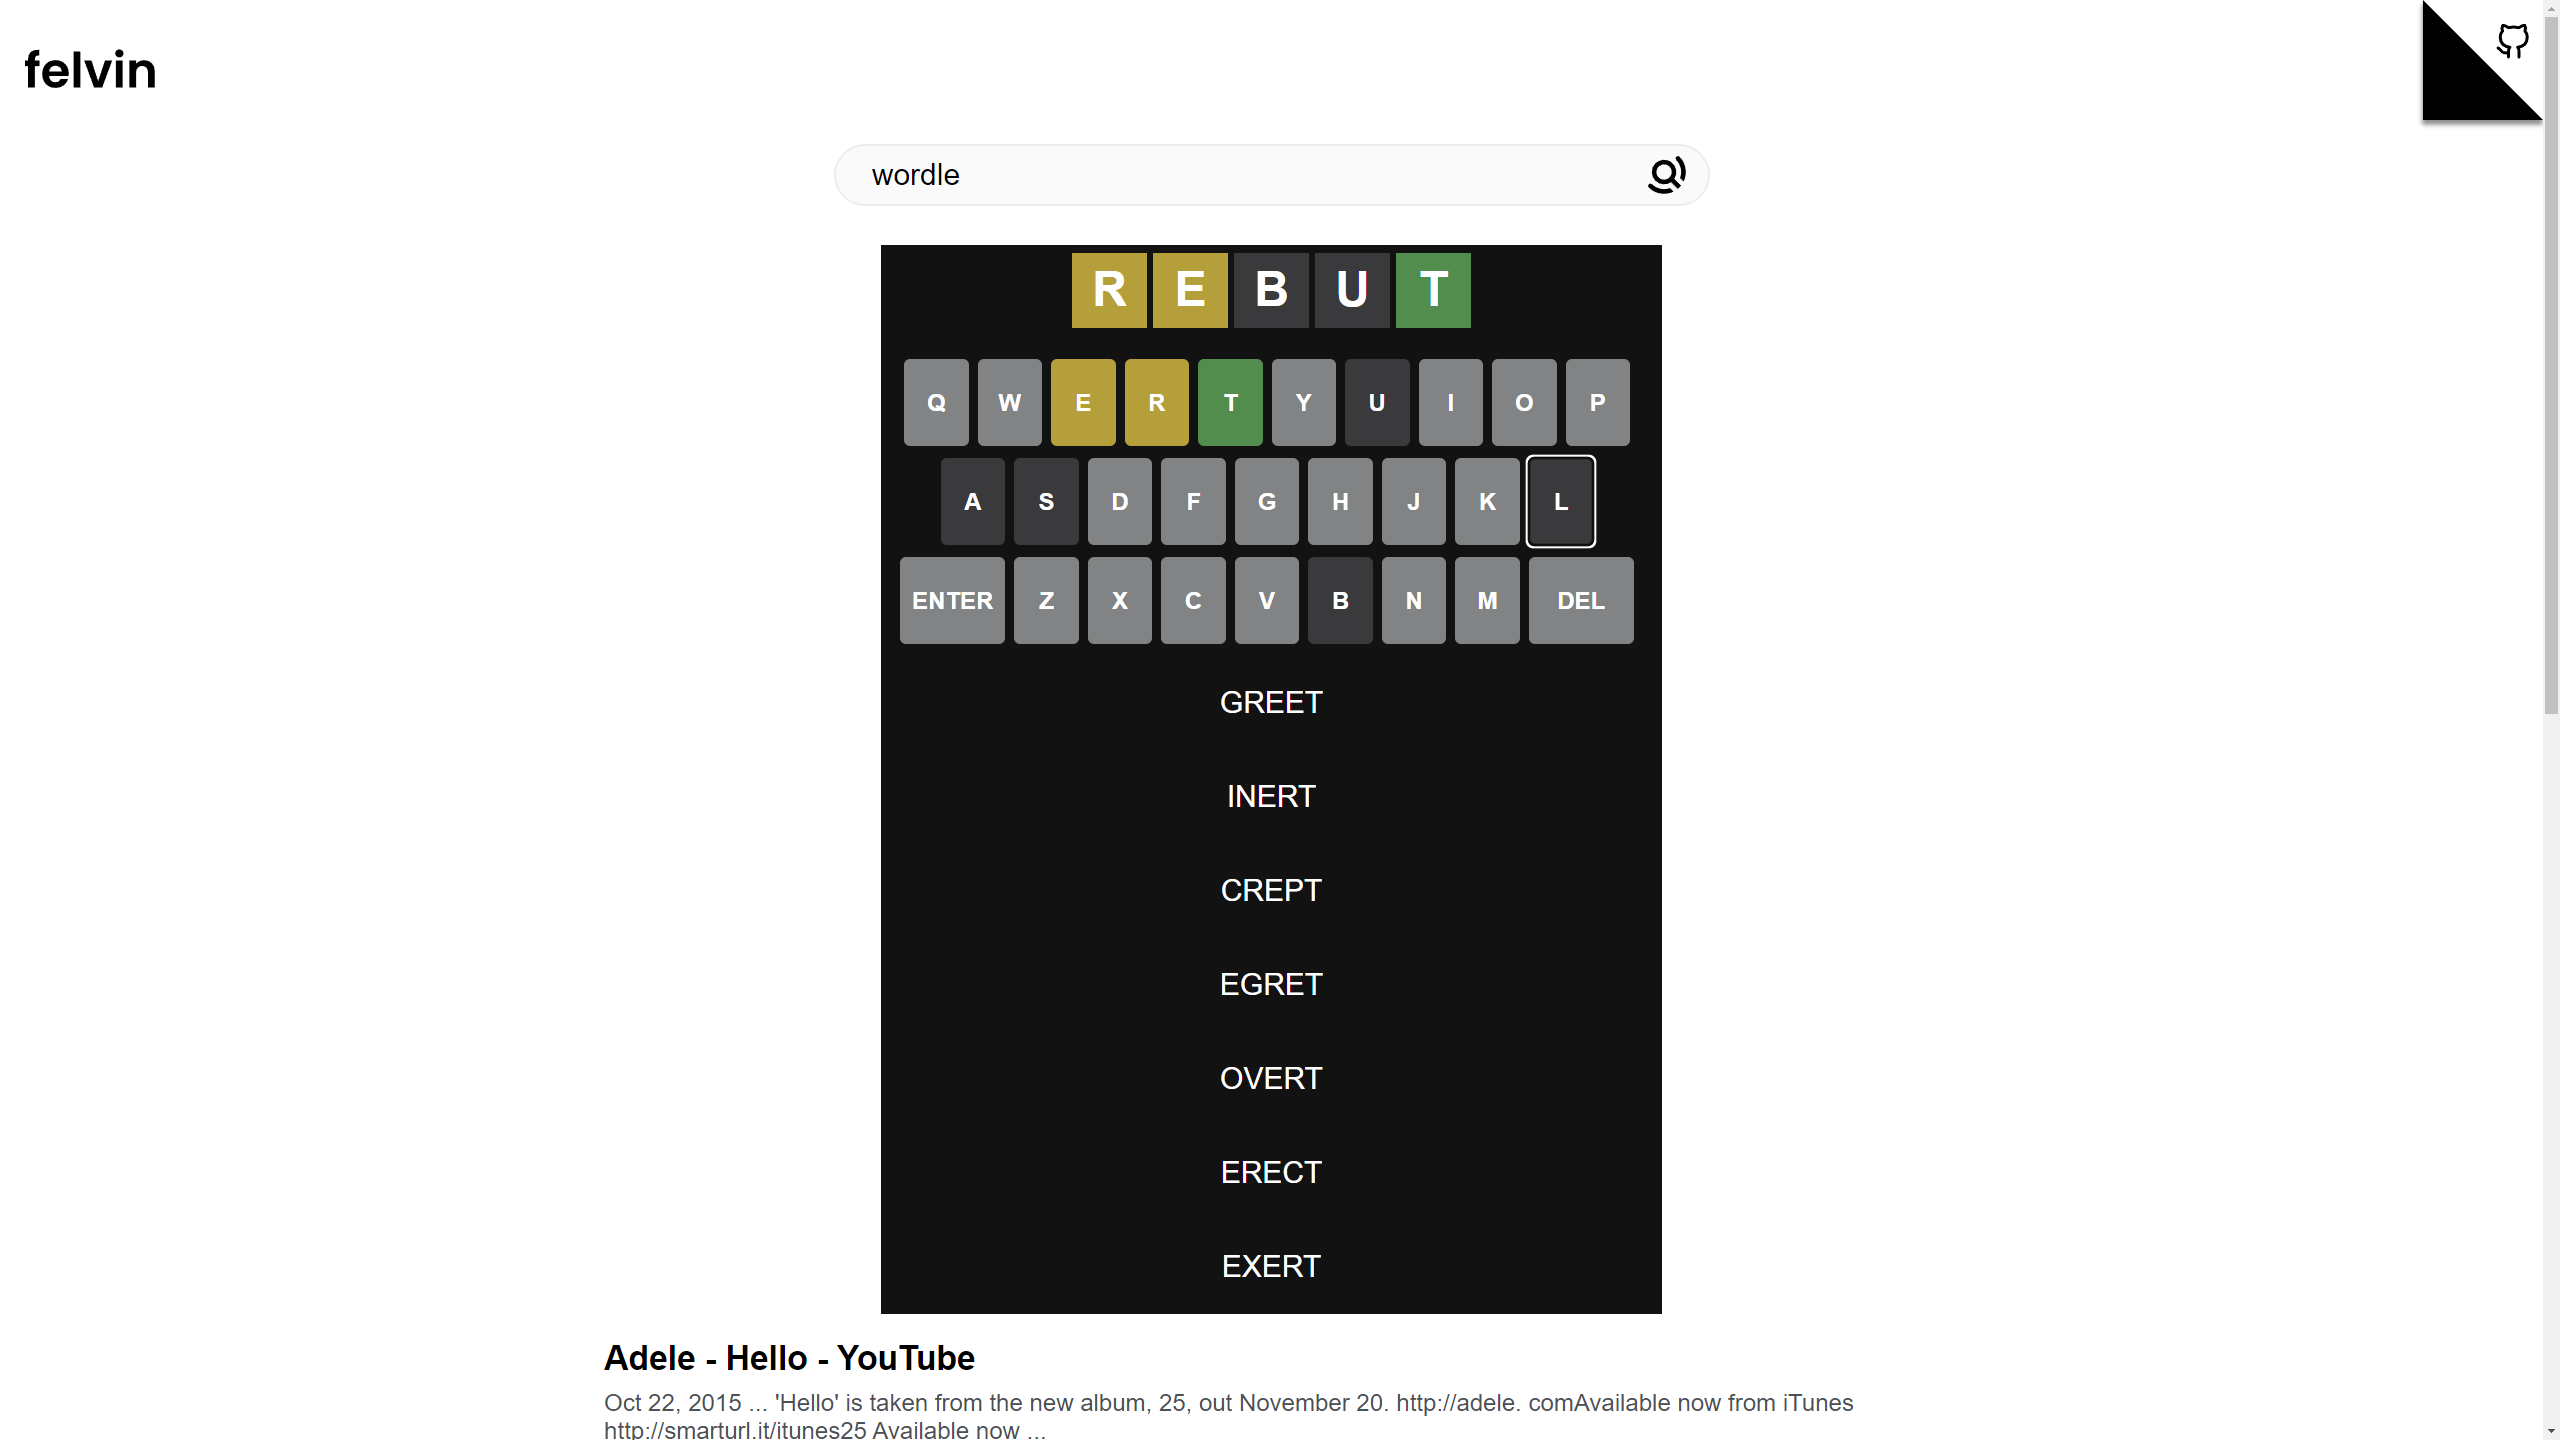 felvin
wordle
R E B U T
Q W E R T Y U I O P
A S D F G H J K L
ENTER Z X C V B N M DEL
GREET
INERT
CREPT
EGRET
OVERT
ERECT
EXERT
Adele - Hello - YouTube
Oct 22, 2015 ... 'Hello' is taken from the new album, 25, out November 20. http://adele. comAvailable now from iTunes
http://smarturl.it/itunes25 Available now ...